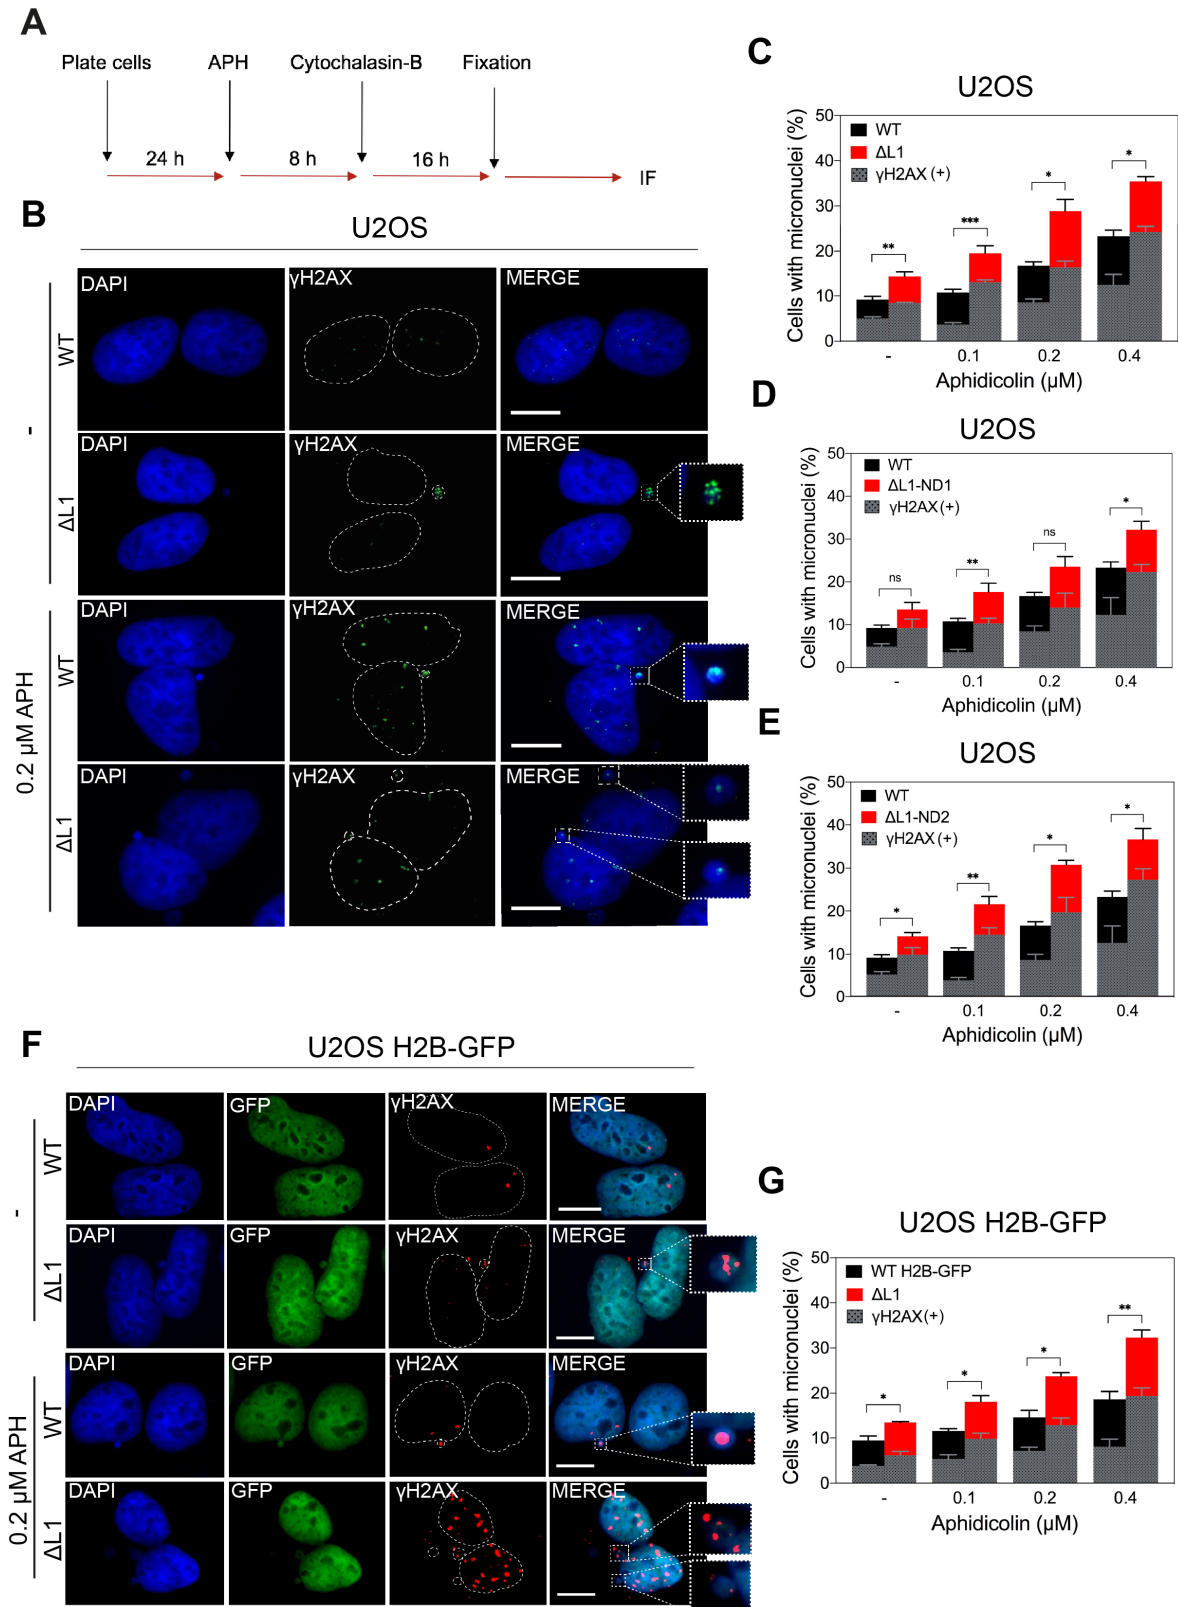 A
Plate cells APH Cytochalasin-B Fixation
24 h 8 h 16 h IF
B
U2OS
-
WT
DAPI γH2AX MERGE
ΔL1
DAPI γH2AX MERGE
0.2 µM APH
WT
DAPI γH2AX MERGE
ΔL1
DAPI γH2AX MERGE
C
U2OS
Cells with micronuclei (%)
50
40
30
20
10
0
WT
ΔL1
γH2AX (+)
** *** * *
- 0.1 0.2 0.4
Aphidicolin (µM)
D
U2OS
Cells with micronuclei (%)
50
40
30
20
10
0
WT
ΔL1-ND1
γH2AX (+)
ns ** ns *
- 0.1 0.2 0.4
Aphidicolin (µM)
E
U2OS
Cells with micronuclei (%)
50
40
30
20
10
0
WT
ΔL1-ND2
γH2AX (+)
* ** * *
- 0.1 0.2 0.4
Aphidicolin (µM)
F
U2OS H2B-GFP
-
WT
DAPI GFP γH2AX MERGE
ΔL1
DAPI GFP γH2AX MERGE
0.2 µM APH
WT
DAPI GFP γH2AX MERGE
ΔL1
DAPI GFP γH2AX MERGE
G
U2OS H2B-GFP
Cells with micronuclei (%)
50
40
30
20
10
0
WT H2B-GFP
ΔL1
γH2AX (+)
* * * **
- 0.1 0.2 0.4
Aphidicolin (µM)